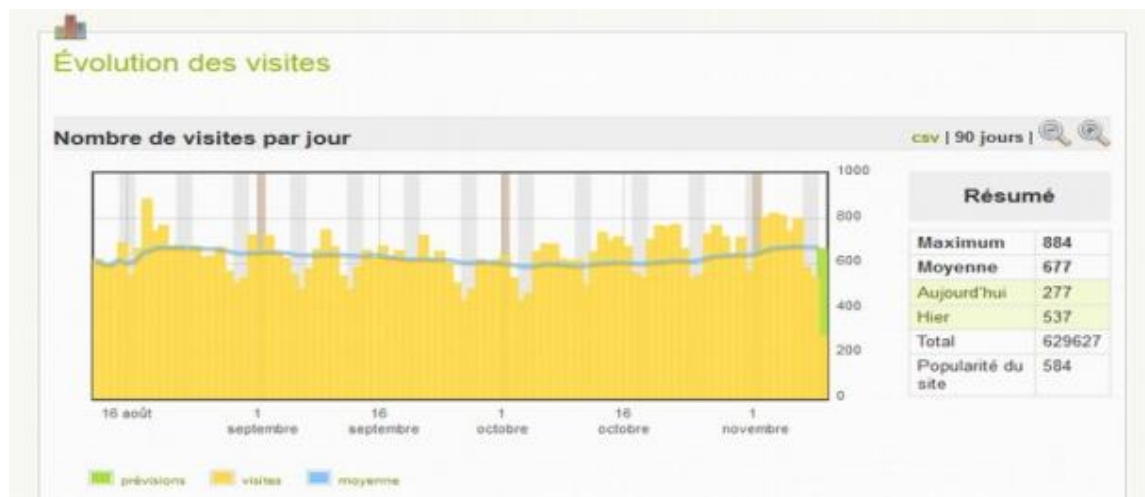 Évolution des visites
Nombre de visites par jour
csv | 90 jours |
1000
800
600
400
200
0
16 août
1 septembre
16 septembre
1 octobre
16 octobre
1 novembre
prévisions visites moyenne
Résumé
Maximum 884
Moyenne 677
Aujourd'hui 277
Hier 537
Total 629627
Popularité du
site 584